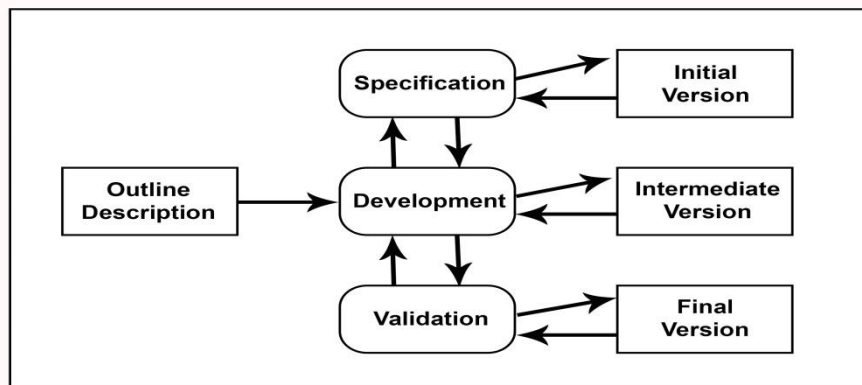 Specification
Initial
Version
Outline
Description
Development
Intermediate
Version
Validation
Final
Version